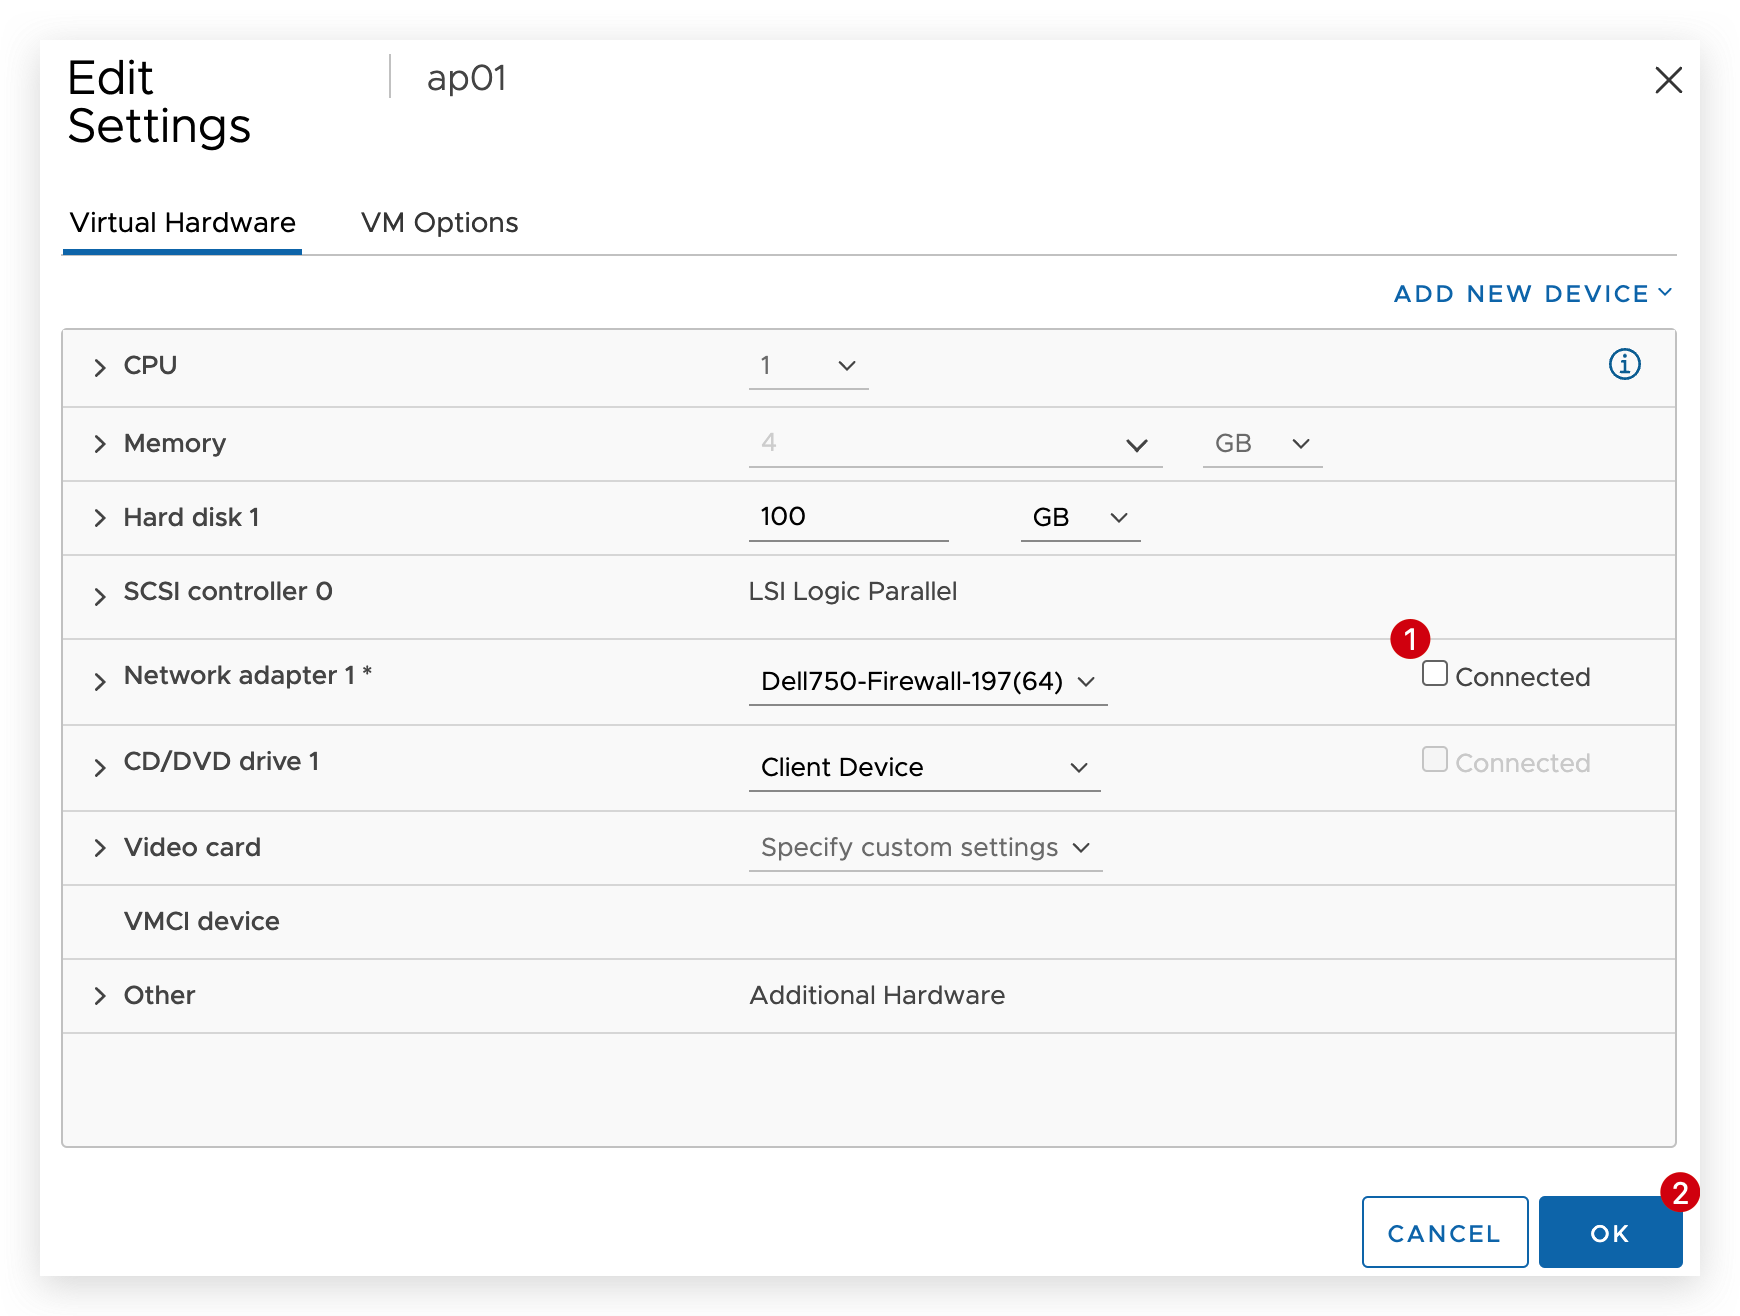 Edit
Settings
ap01
Virtual Hardware
VM Options
ADD NEW DEVICE
CPU
1
Memory
4
GB
Hard disk 1
100
GB
SCSI controller 0
LSI Logic Parallel
1
Network adapter 1 *
Dell750-Firewall-197(64)
Connected
CD/DVD drive 1
Client Device
Connected
Video card
Specify custom settings
VMCI device
Other
Additional Hardware
2
CANCEL
OK